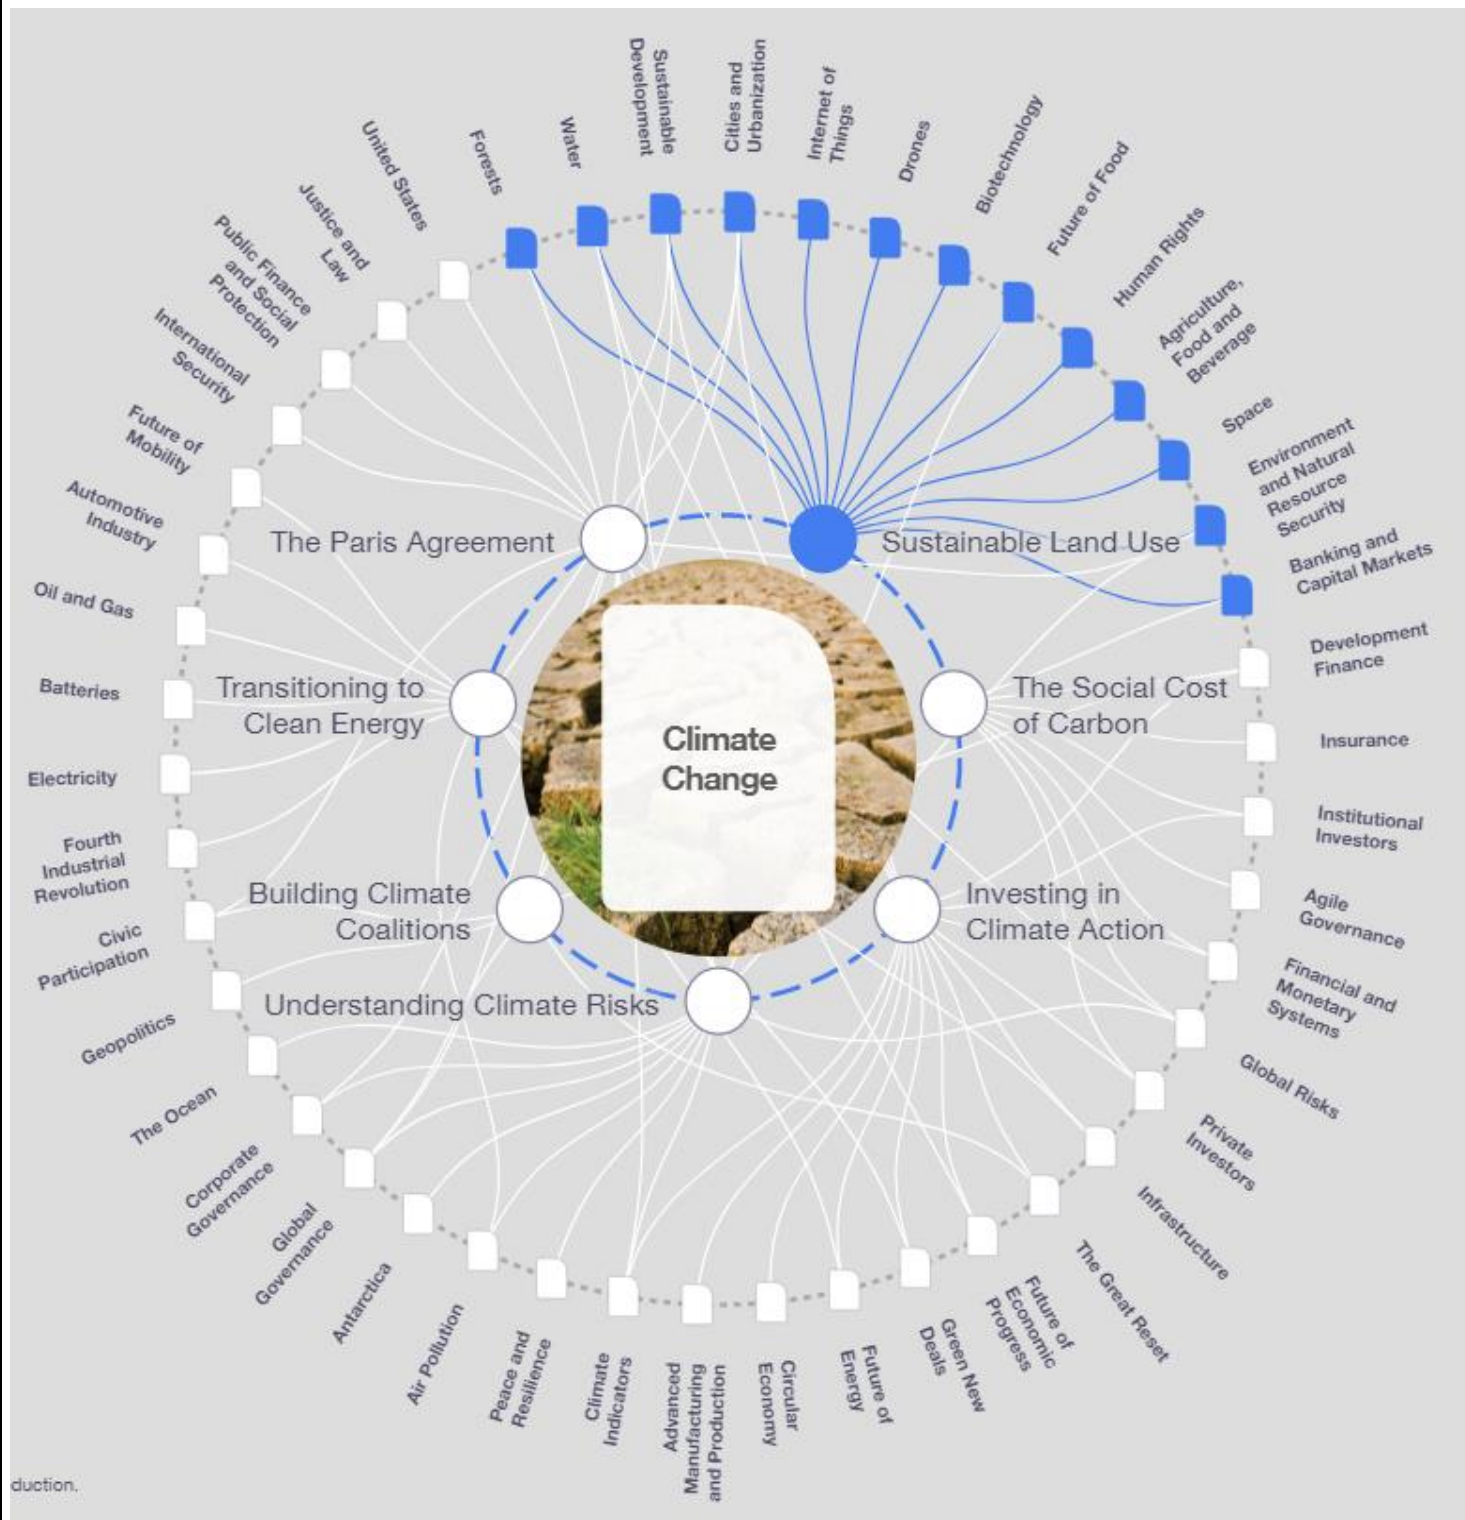 Sustainable
Development
Cities and
Urbanization
Internet of
Things
Drones
Biotechnology
Future of Food
Human Rights
Agriculture,
Food and
Beverage
Space
Environment
and Natural
Resource
Security
Banking and
Capital Markets
Development
Finance
Insurance
Institutional
Investors
Agile
Governance
Financial and
Monetary
Systems
Global Risks
Private
Investors
Infrastructure
The Great Reset
Future of
Economic
Progress
Green New
Deals
Future of
Energy
Circular
Economy
Advanced
Manufacturing
and Production
Climate
Indicators
Peace and
Resilience
Air Pollution
Antarctica
Global
Governance
Corporate
Governance
The Ocean
Geopolitics
Civic
Participation
Fourth
Industrial
Revolution
Electricity
Batteries
Oil and Gas
Automotive
Industry
Future of
Mobility
International
Security
Public Finance
and Social
Protection
Justice and
Law
United States
Forests
Water
The Paris Agreement
Sustainable Land Use
Transitioning to
Clean Energy
The Social Cost
of Carbon
Climate
Change
Building Climate
Coalitions
Investing in
Climate Action
Understanding Climate Risks
duction.